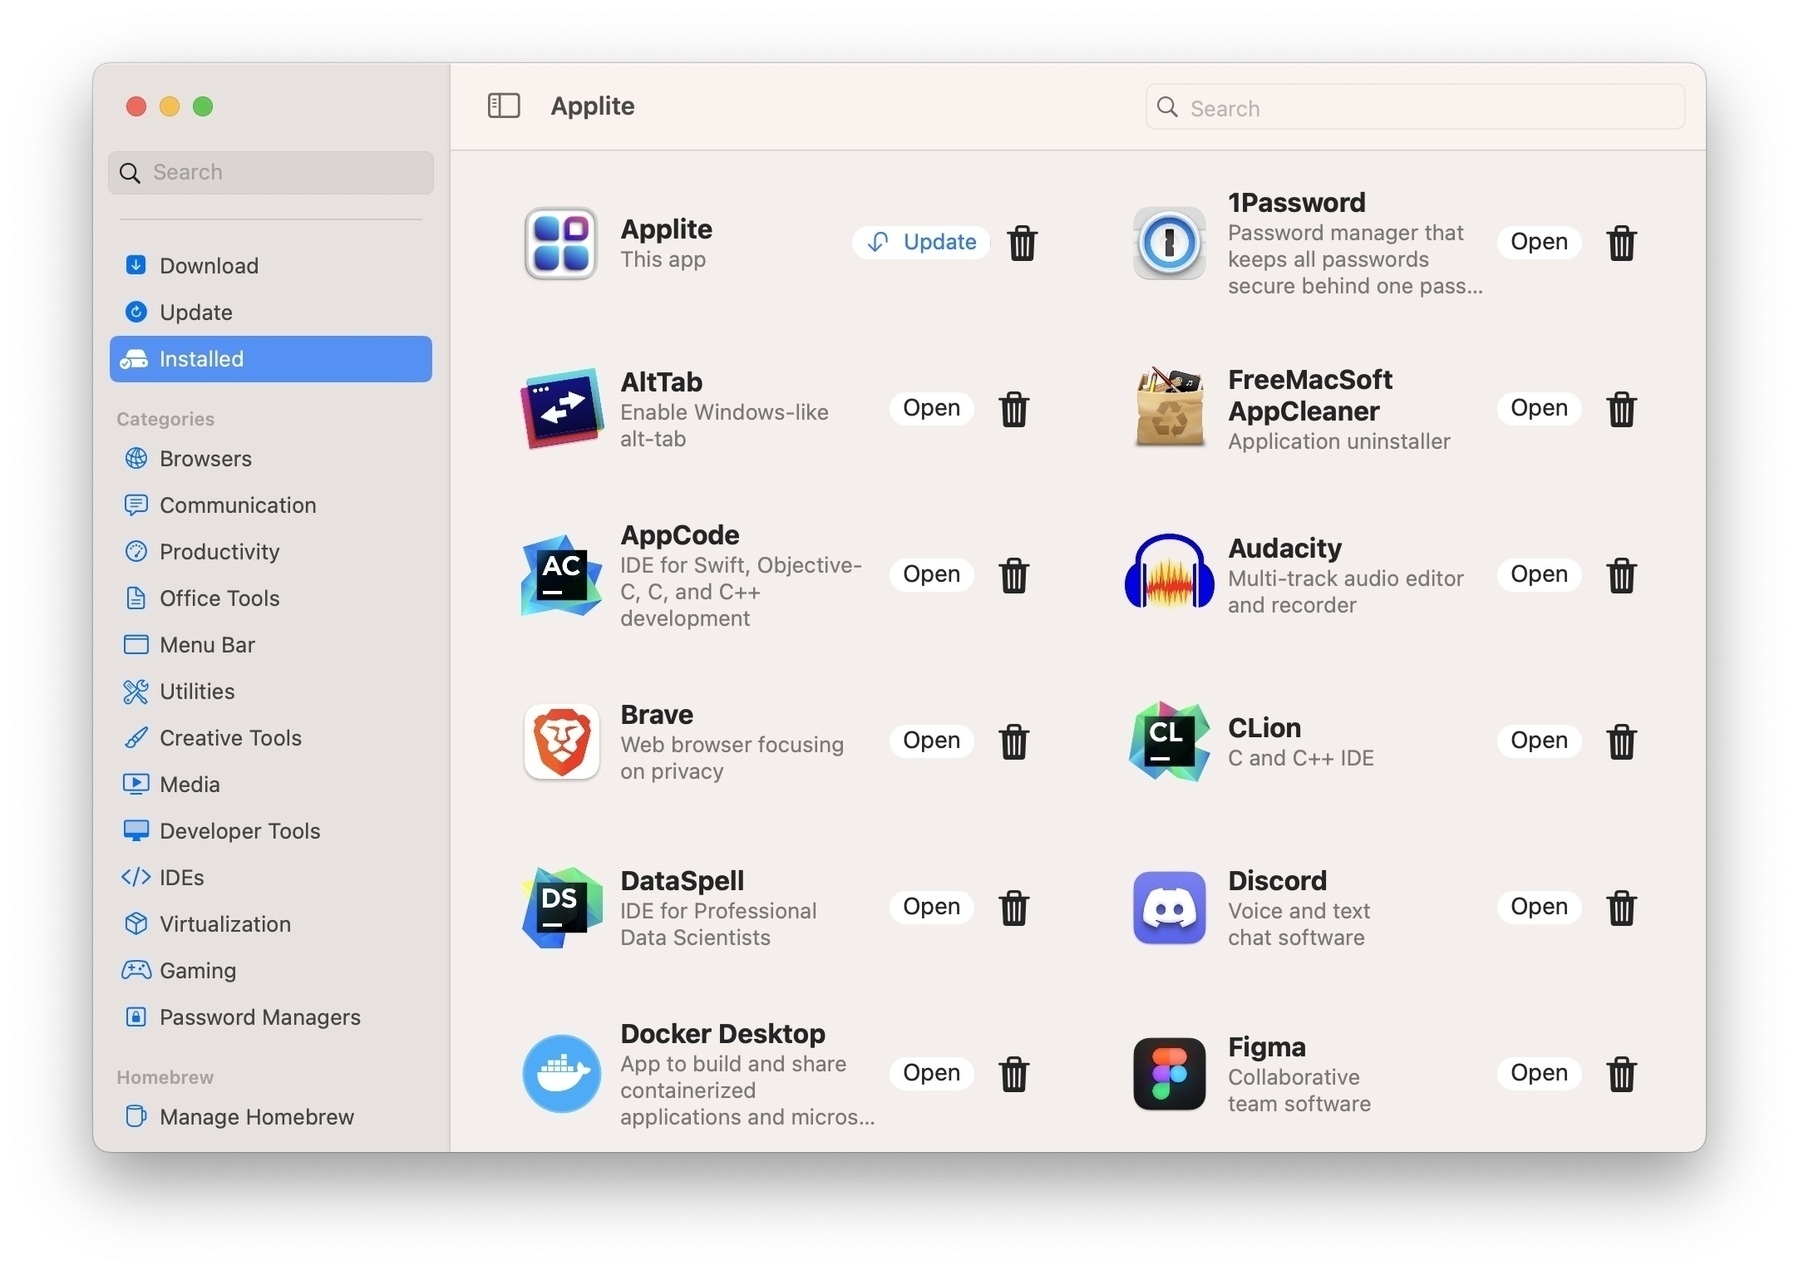 Applite
Search
Search
Download
Update
Installed
Categories
Browsers
Communication
Productivity
Office Tools
Menu Bar
Utilities
Creative Tools
Media
Developer Tools
IDEs
Virtualization
Gaming
Password Managers
Homebrew
Manage Homebrew
Applite
This app
Update
1Password
Password manager that
keeps all passwords
secure behind one pass...
Open
AltTab
Enable Windows-like
alt-tab
Open
FreeMacSoft
AppCleaner
Application uninstaller
Open
AC
AppCode
IDE for Swift, Objective-
C, C, and C++
development
Open
Audacity
Multi-track audio editor
and recorder
Open
Brave
Web browser focusing
on privacy
Open
CL
CLion
C and C++ IDE
Open
DS
DataSpell
IDE for Professional
Data Scientists
Open
Discord
Voice and text
chat software
Open
Docker Desktop
App to build and share
containerized
applications and micros...
Open
Figma
Collaborative
team software
Open